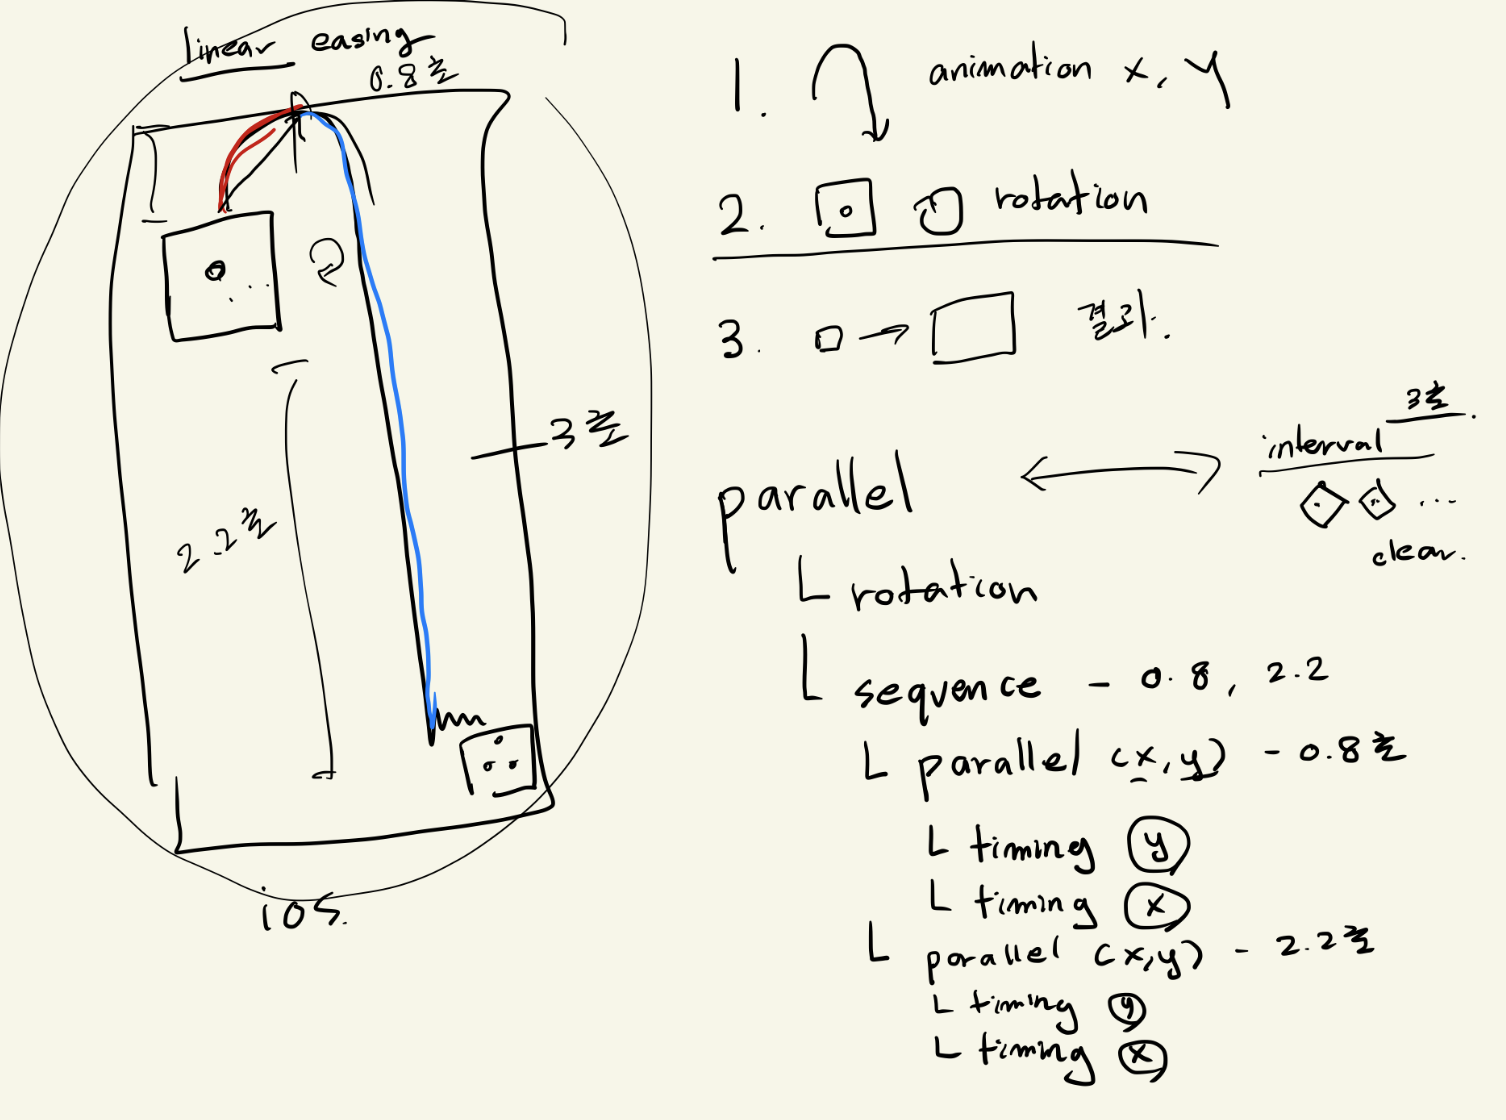 linear easing
0.8초
3초
2.2초
ios.
1. animation x, y
2. rotation
3. 결과.
parallel
interval 3초.
...
clear.
└ rotation
└ sequence - 0.8, 2.2
└ parallel (x,y) - 0.8초
└ timing y
└ timing x
└ parallel (x,y) - 2.2초
└ timing y
└ timing x